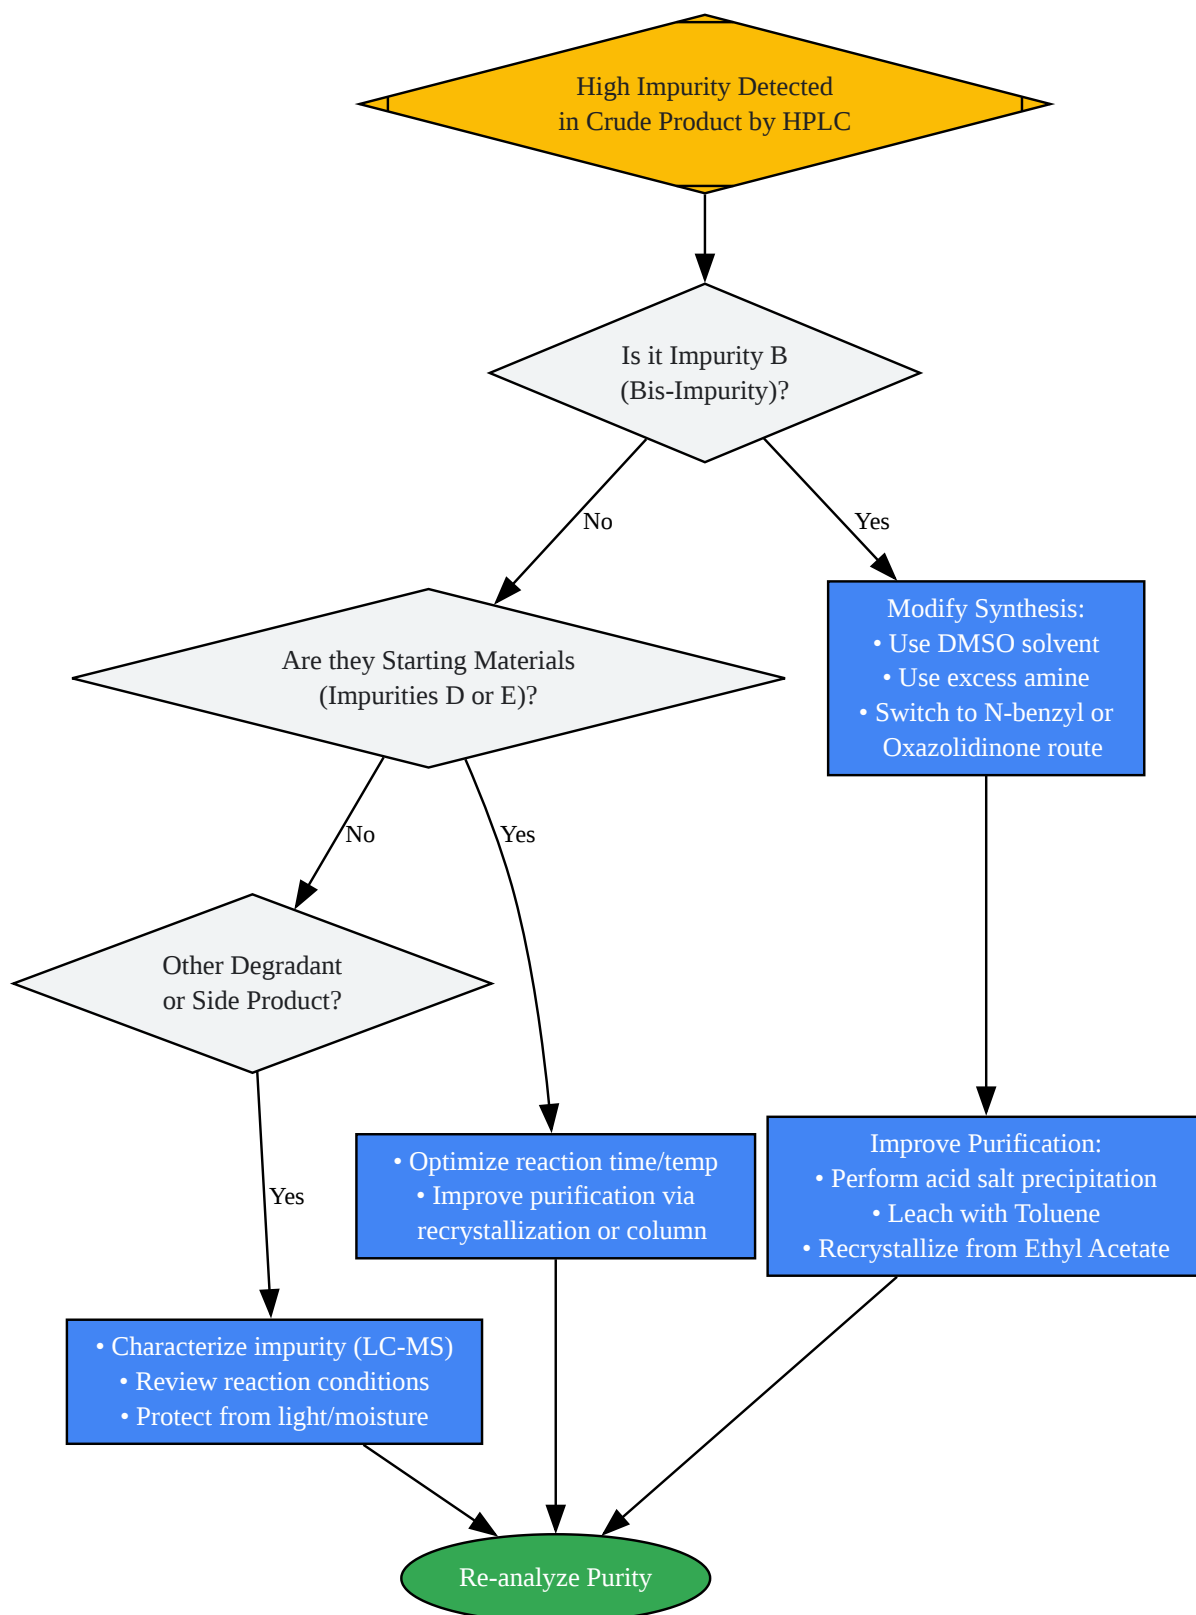 High Impurity Detected
in Crude Product by HPLC
Is it Impurity B
(Bis-Impurity)?
No
Yes
Modify Synthesis:
• Use DMSO solvent
• Use excess amine
• Switch to N-benzyl or
Oxazolidinone route
Are they Starting Materials
(Impurities D or E)?
No
Yes
Other Degradant
or Side Product?
Yes
• Optimize reaction time/temp
• Improve purification via
recrystallization or column
Improve Purification:
• Perform acid salt precipitation
• Leach with Toluene
• Recrystallize from Ethyl Acetate
• Characterize impurity (LC-MS)
• Review reaction conditions
• Protect from light/moisture
Re-analyze Purity